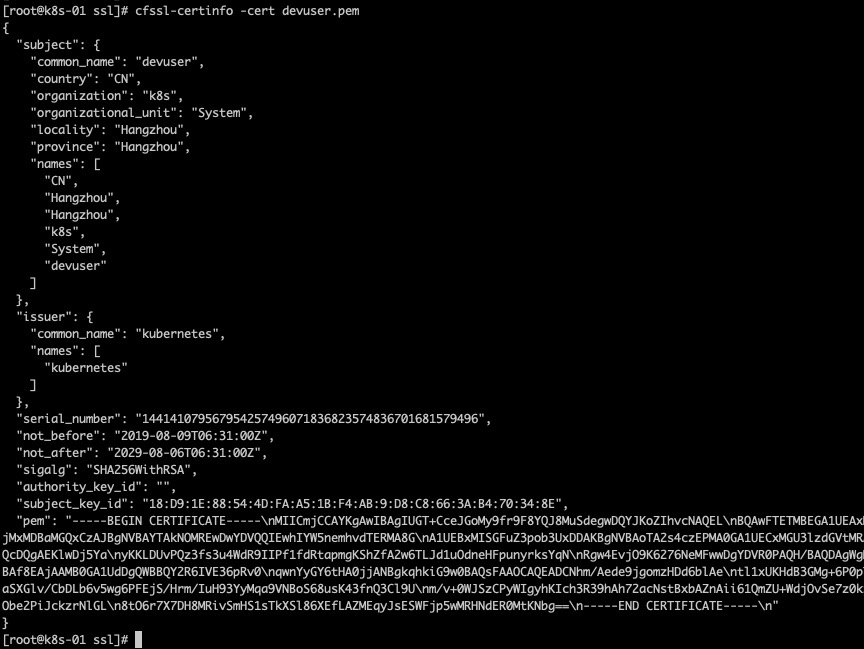 [root@k8s-01 ssl]# cfssl-certinfo -cert devuser.pem
{
  "subject": {
    "common_name": "devuser",
    "country": "CN",
    "organization": "k8s",
    "organizational_unit": "System",
    "locality": "Hangzhou",
    "province": "Hangzhou",
    "names": [
      "CN",
      "Hangzhou",
      "Hangzhou",
      "k8s",
      "System",
      "devuser"
    ]
  },
  "issuer": {
    "common_name": "kubernetes",
    "names": [
      "kubernetes"
    ]
  },
  "serial_number": "144141079567954257496071836823574836701681579496",
  "not_before": "2019-08-09T06:31:00Z",
  "not_after": "2029-08-06T06:31:00Z",
  "sigalg": "SHA256WithRSA",
  "authority_key_id": "",
  "subject_key_id": "18:D9:1E:88:54:4D:FA:A5:1B:F4:AB:9:D8:C8:66:3A:B4:70:34:8E",
  "pem": "-----BEGIN CERTIFICATE-----\nMIICmjCCAYKgAwIBAgIUGT+CceJGoMy9fr9F8YQJ8MuSdegwDQYJKoZIhvcNAQEL\nBQAwFTETMBEGA1UEAx
jMxMDBaMGQxCzAJBgNVBAYTAkNOMREwDwYDVQQIEwhIYW5nemhvdTERMA8G\nA1UEBxMISGFuZ3pob3UxDDAKBgNVBAoTA2s4czEPMA0GA1UECxMGU3lzdGVtMR
QcDQgAEKlwDj5Ya\nyKKLDUvPQz3fs3u4WdR9IIPf1fdRtapmgKShZfA2w6TLJd1uOdneHFpunyrksYqN\nRgw4EvjO9K6276NeMFwwDgYDVR0PAQH/BAQDAgWg
BAf8EAjAAMB0GA1UdDgQWBBQYZR6IVE36pRv0\nqwnYyGY6tHA0jjANBgkqhkiG9w0BAQsFAAOCAQEADCNhm/Aede9jgomzHDd6blAe\ntl1xUKHdB3GMg+6P0p
aSXGlv/CbDLb6v5wg6PFEjS/Hrm/IuH93YyMqa9VNBoS68usK43fnQ3Cl9U\nm/v+0WJSzCPyWIgyhKIch3R39hAh7ZacNstBxbAZnAii61QmZU+WdjOvSe7z0k
Obe2PiJckzrNlGL\n8tO6r7X7DH8MRivSmHS1sTkXSl86XEfLAZMEqyJsESWFjp5wMRHNdER0MtKNbg==\n-----END CERTIFICATE-----\n"
}
[root@k8s-01 ssl]#